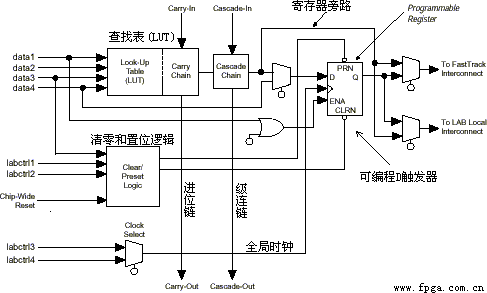 Carry-In
Cascade-In
寄存器旁路
Programmable
Register
查找表(LUT)
data1
data2
data3
data4
Look-Up
Table
(LUT)
Carry
Chain
Cascade
Chain
PRN
D
Q
ENA
CLRN
To FastTrack
Interconnect
To LAB Local
Interconnect
清零和置位逻辑
labctrl1
labctrl2
Clear/
Preset
Logic
Chip-Wide
Reset
进位链
级连链
可编程D触发器
Clock
Select
全局时钟
labctrl3
labctrl4
Carry-Out
Cascade-Out
www.fpga.com.cn